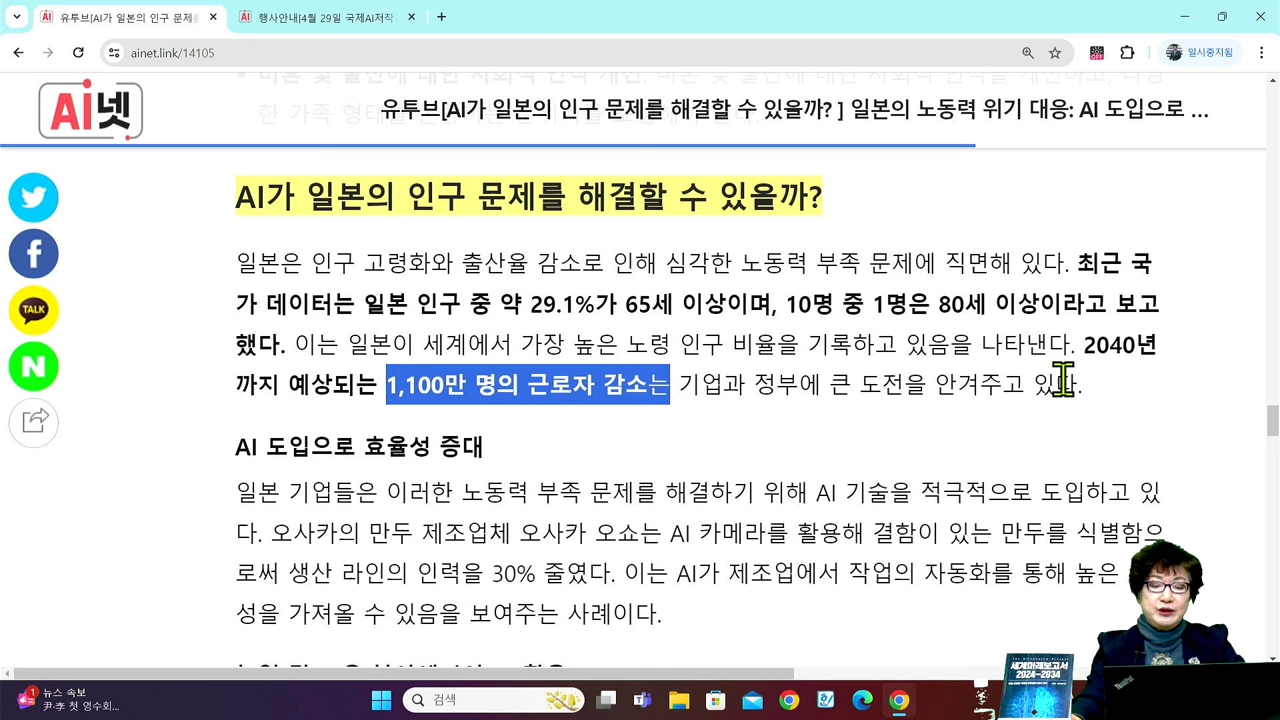 유투브[AI가 일본의 인구 문제를
행사안내[4월 29일 국제AI저작
ainet.link/14105
OFF
일시중지됨
Ai넷
유투브[AI가 일본의 인구 문제를 해결할 수 있을까? ] 일본의 노동력 위기 대응: AI 도입으로 ...
AI가 일본의 인구 문제를 해결할 수 있을까?
일본은 인구 고령화와 출산율 감소로 인해 심각한 노동력 부족 문제에 직면해 있다. 최근 국
가 데이터는 일본 인구 중 약 29.1%가 65세 이상이며, 10명 중 1명은 80세 이상이라고 보고
했다. 이는 일본이 세계에서 가장 높은 노령 인구 비율을 기록하고 있음을 나타낸다. 2040년
까지 예상되는 1,100만 명의 근로자 감소는 기업과 정부에 큰 도전을 안겨주고 있다.
TALK
N
AI 도입으로 효율성 증대
일본 기업들은 이러한 노동력 부족 문제를 해결하기 위해 AI 기술을 적극적으로 도입하고 있
다. 오사카의 만두 제조업체 오사카 오쇼는 AI 카메라를 활용해 결함이 있는 만두를 식별함으
로써 생산 라인의 인력을 30% 줄였다. 이는 AI가 제조업에서 작업의 자동화를 통해 높은
성을 가져올 수 있음을 보여주는 사례이다.
세계미래보고서
2024-2034
ThinkPad
1
뉴스 속보
尹·李 첫 영수회...
검색